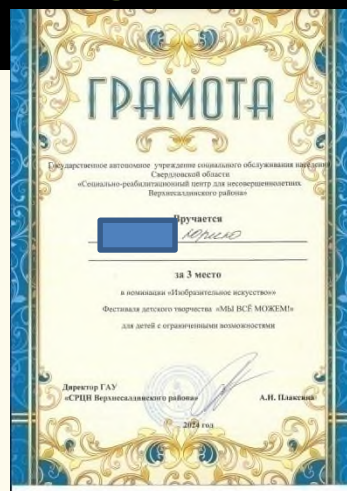 ГРАМОТА
Государственное автономное учреждение социального обслуживания населения
Свердловской области
«Социально-реабилитационный центр для несовершеннолетних
Верхнесалдинского района»
Вручается
за 3 место
в номинации «Изобразительное искусство»»
Фестиваля детского творчества «МЫ ВСЁ МОЖЕМ!»
для детей с ограниченными возможностями
Директор ГАУ
«СРЦН Верхнесалдинского района» А.Н. Плаксина
2024 год